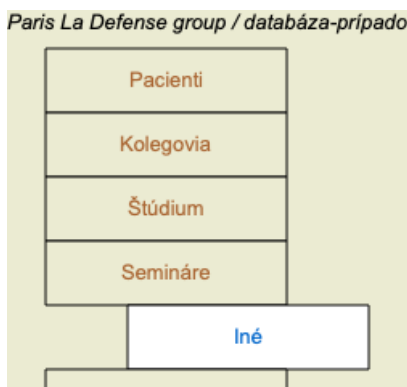 Paris La Defense group / databáza-prípado
Pacienti
Kolegovia
Štúdium
Semináre
Iné